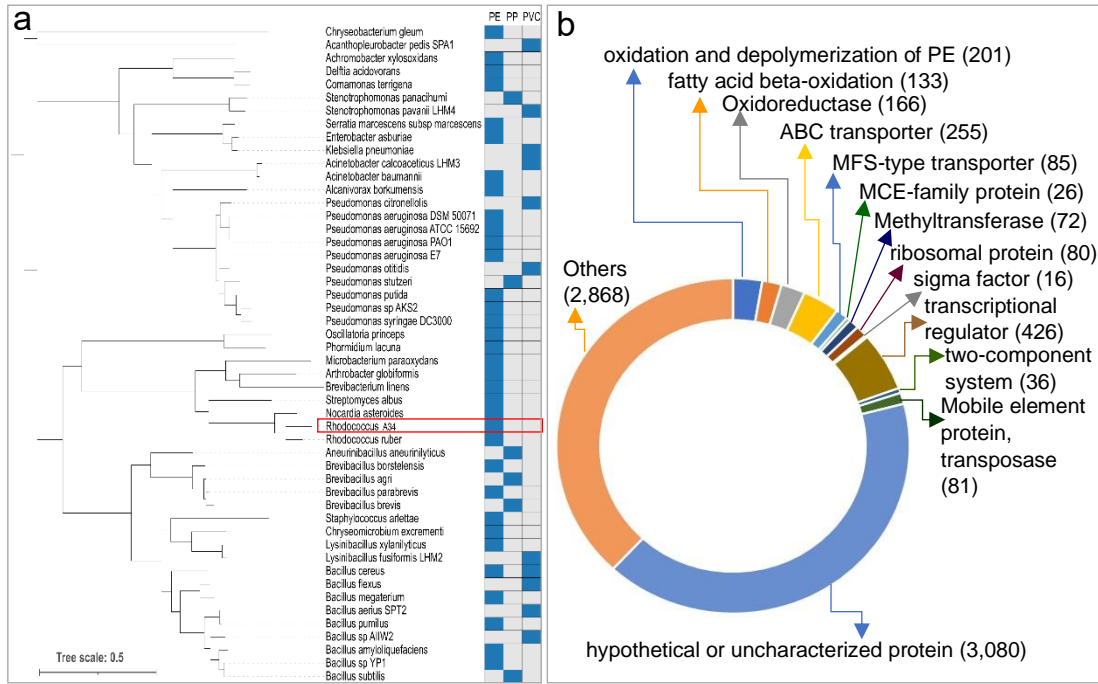 a
PE PP PVC
Chryseobacterium gleum
Acanthopleurobacter pedis SPA1
Achromobacter xylosoxidans
Delftia acidovorans
Comamonas terrigena
Stenotrophomonas panacihumi
Stenotrophomonas pavanii LHM4
Serratia marcescens subsp marcescens
Enterobacter asburiae
Klebsiella pneumoniae
Acinetobacter calcoaceticus LHM3
Acinetobacter baumannii
Alcanivorax borkumensis
Pseudomonas citronellolis
Pseudomonas aeruginosa DSM 50071
Pseudomonas aeruginosa ATCC 15692
Pseudomonas aeruginosa PAO1
Pseudomonas aeruginosa E7
Pseudomonas otitidis
Pseudomonas stutzeri
Pseudomonas putida
Pseudomonas sp AKS2
Pseudomonas syringae DC3000
Oscillatoria princeps
Phormidium lacuna
Microbacterium paraoxydans
Arthrobacter globiformis
Brevibacterium linens
Streptomyces albus
Nocardia asteroides
Rhodococcus A34
Rhodococcus ruber
Aneurinibacillus aneurinilyticus
Brevibacillus borstelensis
Brevibacillus agri
Brevibacillus parabrevis
Brevibacillus brevis
Staphylococcus arlettae
Chryseomicrobium excrementi
Lysinibacillus xylanilyticus
Lysinibacillus fusiformis LHM2
Bacillus cereus
Bacillus flexus
Bacillus megaterium
Bacillus aerius SPT2
Bacillus pumilus
Bacillus sp AIIW2
Bacillus amyloliquefaciens
Bacillus sp YP1
Bacillus subtilis
Tree scale: 0.5
b
oxidation and depolymerization of PE (201)
fatty acid beta-oxidation (133)
Oxidoreductase (166)
ABC transporter (255)
MFS-type transporter (85)
MCE-family protein (26)
Methyltransferase (72)
ribosomal protein (80)
sigma factor (16)
transcriptional
regulator (426)
two-component
system (36)
Mobile element
protein,
transposase
(81)
Others
(2,868)
hypothetical or uncharacterized protein (3,080)